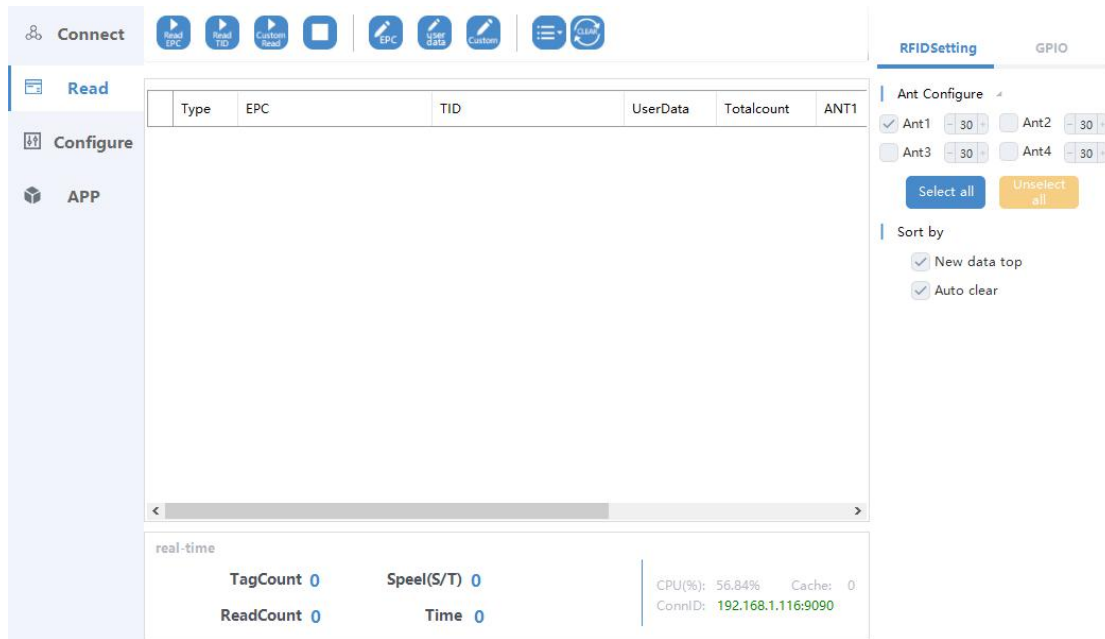 Connect
Read
Configure
APP
Read EPC
Read TID
Custom Read
EPC
user data
Custom
CLEAR
Type EPC TID UserData Totalcount ANT1
real-time
TagCount 0 Speel(S/T) 0
ReadCount 0 Time 0
CPU(%): 56.84% Cache: 0
ConnID: 192.168.1.116:9090
RFIDSetting GPIO
Ant Configure
Ant1 - 30 + Ant2 - 30 +
Ant3 - 30 + Ant4 - 30 +
Select all
Unselect
all
Sort by
New data top
Auto clear